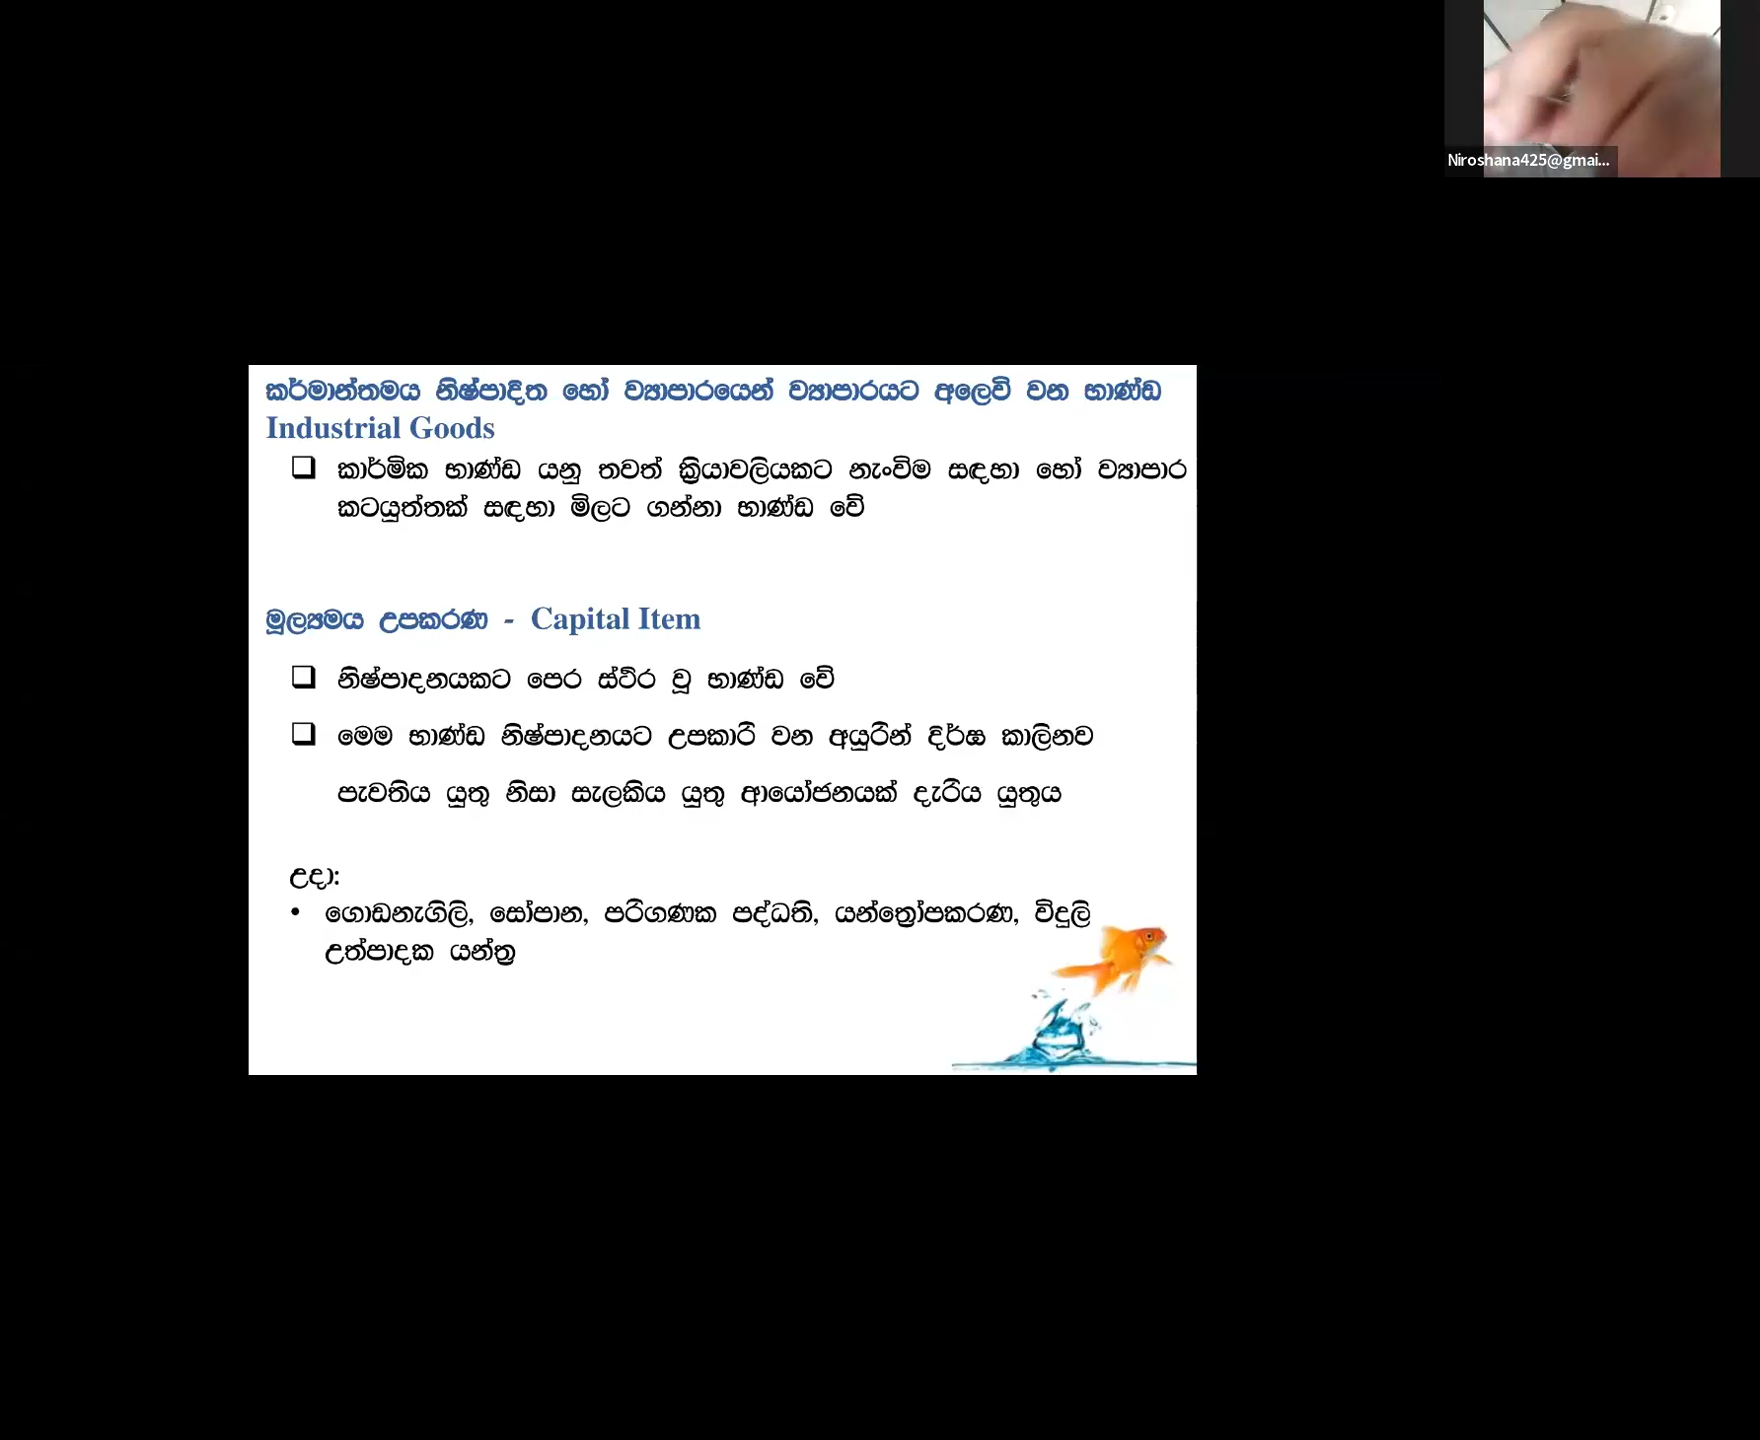 Niroshana425@gmai...
කර්මාන්තමය නිෂ්පාදිත හෝ ව්‍යාපාරයෙන් ව්‍යාපාරයට අලෙවි වන භාණ්ඩ
Industrial Goods
❑ කාර්මික භාණ්ඩ යනු තවත් ක්‍රියාවලියකට නැංවිම සඳහා හෝ ව්‍යාපාර
කටයුත්තක් සඳහා මිලට ගන්නා භාණ්ඩ වේ
මූල්‍යමය උපකරණ - Capital Item
❑ නිෂ්පාදනයකට පෙර ස්ථිර වූ භාණ්ඩ වේ
❑ මෙම භාණ්ඩ නිෂ්පාදනයට උපකාරී වන අයුරින් දිර්ඝ කාලිනව
පැවතිය යුතු නිසා සැලකිය යුතු ආයෝජනයක් දැරිය යුතුය
උදා:
• ගොඩනැගිලි, සෝපාන, පරිගණක පද්ධති, යන්ත්‍රෝපකරණ, විදුලි
උත්පාදක යන්ත්‍ර